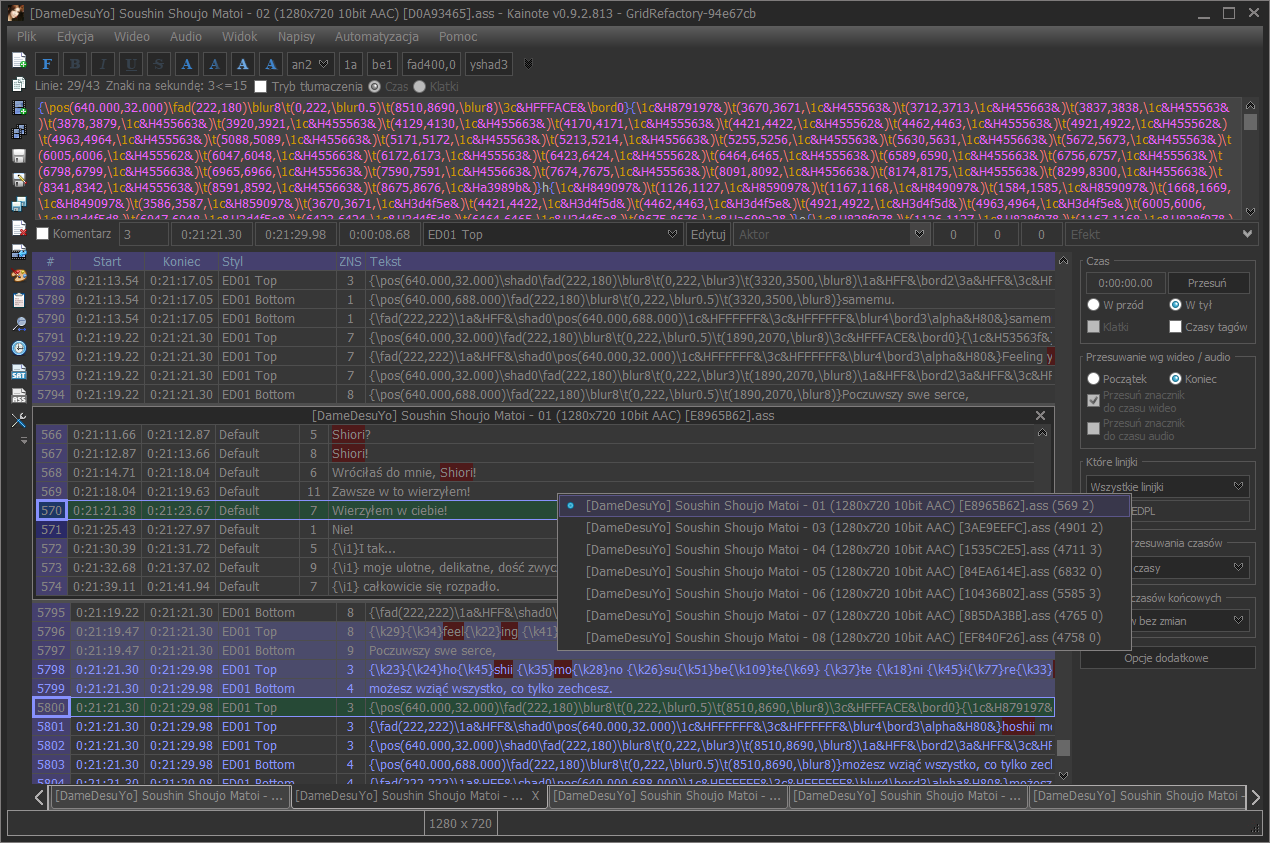 [DameDesuYo] Soushin Shoujo Matoi - 02 (1280x720 10bit AAC) [D0A93465].ass - Kainote v0.9.2.813 - GridRefactory-94e67cb
Plik Edycja Wideo Audio Widok Napisy Automatyzacja Pomoc
F B I U S A A A A an2 1a be1 fad400,0 yshad3
Linie: 29/43 Znaki na sekundę: 3<=15 Tryb tłumaczenia Czas Klatki
{\pos(640.000,32.000)\fad(222,180)\blur8\t(0,222,\blur0.5)\t(8510,8690,\blur8)\3c&HFFFACE&\bord0}{\1c&H879197&)\t(3670,3671,\1c&H455563&)\t(3712,3713,\1c&H455563&)\t(3837,3838,\1c&H455563&
)\t(3878,3879,\1c&H455563&)\t(3920,3921,\1c&H455563&)\t(4129,4130,\1c&H455563&)\t(4170,4171,\1c&H455563&)\t(4421,4422,\1c&H455562&)\t(4462,4463,\1c&H455563&)\t(4921,4922,\1c&H455563&)\t
)\t(4963,4964,\1c&H455563&)\t(5088,5089,\1c&H455563&)\t(5171,5172,\1c&H455563&)\t(5213,5214,\1c&H455563&)\t(5255,5256,\1c&H455563&)\t(5630,5631,\1c&H455563&)\t(5672,5673,\1c&H455563&)\t
(6005,6006,\1c&H455562&)\t(6047,6048,\1c&H455563&)\t(6172,6173,\1c&H455563&)\t(6423,6424,\1c&H455562&)\t(6464,6465,\1c&H455563&)\t(6589,6590,\1c&H455563&)\t(6756,6757,\1c&H455563&)\t
(6798,6799,\1c&H455563&)\t(6965,6966,\1c&H455563&)\t(7590,7591,\1c&H455563&)\t(7674,7675,\1c&H455563&)\t(8091,8092,\1c&H455563&)\t(8174,8175,\1c&H455563&)\t(8299,8300,\1c&H455563&)\t
(8341,8342,\1c&H455563&)\t(8591,8592,\1c&H455563&)\t(8675,8676,\1c&Ha3989b&)}h{\1c&H849097&)\t(1126,1127,\1c&H859097&)\t(1167,1168,\1c&H849097&)\t(1584,1585,\1c&H859097&)\t(1668,1669,
\1c&H849097&)\t(3586,3587,\1c&H859097&)\t(3670,3671,\1c&H3d4f5e&)\t(4421,4422,\1c&H3d4f5d&)\t(4462,4463,\1c&H3d4f5e&)\t(4921,4922,\1c&H3d4f5d&)\t(4963,4964,\1c&H3d4f5e&)\t(6005,6006,
Komentarz 3 0:21:21.30 0:21:29.98 0:00:08.68 ED01 Top Edytuj Aktor 0 0 0 Efekt
# Start Koniec Styl ZNS Tekst
5788 0:21:13.54 0:21:17.05 ED01 Top 3 {\pos(640.000,32.000)\shad0\fad(222,180)\blur8\t(0,222,\blur3)\t(3320,3500,\blur8)\1a&HFF&\bord2\3a&HFF&\3c&H
5789 0:21:13.54 0:21:17.05 ED01 Bottom 1 {\pos(640.000,688.000)\fad(222,180)\blur8\t(0,222,\blur0.5)\t(3320,3500,\blur8)}samemu.
5790 0:21:13.54 0:21:17.05 ED01 Bottom 1 {\fad(222,222)\1a&HFF&\shad0\pos(640.000,688.000)\1c&HFFFFFF&\3c&HFFFFFF&\blur4\bord3\alpha&H80&}samem
5791 0:21:19.22 0:21:21.30 ED01 Top 7 {\pos(640.000,32.000)\fad(222,180)\blur8\t(0,222,\blur0.5)\t(1890,2070,\blur8)\3c&HFFFACE&\bord0}{\1c&H53563f&
5792 0:21:19.22 0:21:21.30 ED01 Top 7 {\fad(222,222)\1a&HFF&\shad0\pos(640.000,32.000)\1c&HFFFFFF&\3c&HFFFFFF&\blur4\bord3\alpha&H80&}Feeling y
5793 0:21:19.22 0:21:21.30 ED01 Top 7 {\pos(640.000,32.000)\shad0\fad(222,180)\blur8\t(0,222,\blur3)\t(1890,2070,\blur8)\1a&HFF&\bord2\3a&HFF&\3c&H
5794 0:21:19.22 0:21:21.30 ED01 Bottom 8 {\pos(640.000,688.000)\fad(222,180)\blur8\t(0,222,\blur0.5)\t(1890,2070,\blur8)}Poczuwszy swe serce,
[DameDesuYo] Soushin Shoujo Matoi - 01 (1280x720 10bit AAC) [E8965B62].ass
566 0:21:11.66 0:21:12.87 Default 5 Shiori?
567 0:21:12.87 0:21:13.66 Default 8 Shiori!
568 0:21:14.71 0:21:18.04 Default 6 Wróciłaś do mnie, Shiori!
569 0:21:18.04 0:21:19.63 Default 11 Zawsze w to wierzyłem!
570 0:21:21.38 0:21:23.67 Default 7 Wierzyłem w ciebie!
571 0:21:25.43 0:21:25.93 Default 1 Nie!
572 0:21:30.39 0:21:31.72 Default 5 {\i1}I tak...
573 0:21:32.68 0:21:37.02 Default 9 {\i1} moje ulotne, delikatne, dość zwyc
574 0:21:39.11 0:21:41.94 Default 7 {\i1} całkowicie się rozpadło.
[DameDesuYo] Soushin Shoujo Matoi - 01 (1280x720 10bit AAC) [E8965B62].ass (569 2)
[DameDesuYo] Soushin Shoujo Matoi - 03 (1280x720 10bit AAC) [3AE9EEFC].ass (4901 2)
[DameDesuYo] Soushin Shoujo Matoi - 04 (1280x720 10bit AAC) [1535C2E5].ass (4711 3)
[DameDesuYo] Soushin Shoujo Matoi - 05 (1280x720 10bit AAC) [84EA614E].ass (6832 0)
[DameDesuYo] Soushin Shoujo Matoi - 06 (1280x720 10bit AAC) [10436B02].ass (5585 3)
[DameDesuYo] Soushin Shoujo Matoi - 07 (1280x720 10bit AAC) [8B5DA3BB].ass (4765 0)
[DameDesuYo] Soushin Shoujo Matoi - 08 (1280x720 10bit AAC) [EF840F26].ass (4758 0)
5795 0:21:19.22 0:21:21.30 ED01 Bottom 8 {\fad(222,222)\1a&HFF&\shad0\pos(640.000,
5796 0:21:19.47 0:21:21.30 ED01 Top 8 {\k29}{\k34}feel{\k22}ing {\k41}
5797 0:21:19.47 0:21:21.30 ED01 Bottom 9 Poczuwszy swe serce,
5798 0:21:21.30 0:21:29.98 ED01 Top 4 {\k23}{\k24}ho{\k45}shii {\k35}mo{\k28}no {\k26}su{\k51}be{\k109}te{\k69} {\k37}te {\k18}ni {\k45}i{\k77}re{\k33}
5799 0:21:21.30 0:21:29.98 ED01 Bottom 4 możesz wziąć wszystko, co tylko zechcesz.
5800 0:21:21.30 0:21:29.98 ED01 Top 3 {\pos(640.000,32.000)\fad(222,180)\blur8\t(0,222,\blur0.5)\t(8510,8690,\blur8)\3c&HFFFACE&\bord0}{\1c&H879197&
5801 0:21:21.30 0:21:29.98 ED01 Top 3 {\fad(222,222)\1a&HFF&\shad0\pos(640.000,32.000)\1c&HFFFFFF&\3c&HFFFFFF&\blur4\bord3\alpha&H80&}hoshii mo
5802 0:21:21.30 0:21:29.98 ED01 Top 3 {\pos(640.000,32.000)\shad0\fad(222,180)\blur8\t(0,222,\blur3)\t(8510,8690,\blur8)\1a&HFF&\bord2\3a&HFF&\3c&H
5803 0:21:21.30 0:21:29.98 ED01 Bottom 4 {\pos(640.000,688.000)\fad(222,180)\blur8\t(0,222,\blur0.5)\t(8510,8690,\blur8)}możesz wziąć wszystko, co tylko zech
5804 0:21:21.30 0:21:29.98 ED01 Bottom 4 {\fad(222,222)\1a&HFF&\shad0\pos(640.000,688.000)\1c&HFFFFFF&\3c&HFFFFFF&\blur4\bord3\alpha&H80&}możesz
Czas
0:00:00.00 Przesuń
W przód W tył
Klatki Czasy tagów
Przesuwanie wg wideo / audio
Początek Koniec
Przesuń znacznik
do czasu wideo
Przesuń znacznik
do czasu audio
Które linijki
Wszystkie linijki
EDPL
rzesuwania czasów
czasy
zasów końcowych
w bez zmian
Opcje dodatkowe
[DameDesuYo] Soushin Shoujo Matoi - ... [DameDesuYo] Soushin Shoujo Matoi - ... X [DameDesuYo] Soushin Shoujo Matoi - ... [DameDesuYo] Soushin Shoujo Matoi - ... [DameDesuYo] Soushin Shoujo Matoi -
1280 x 720